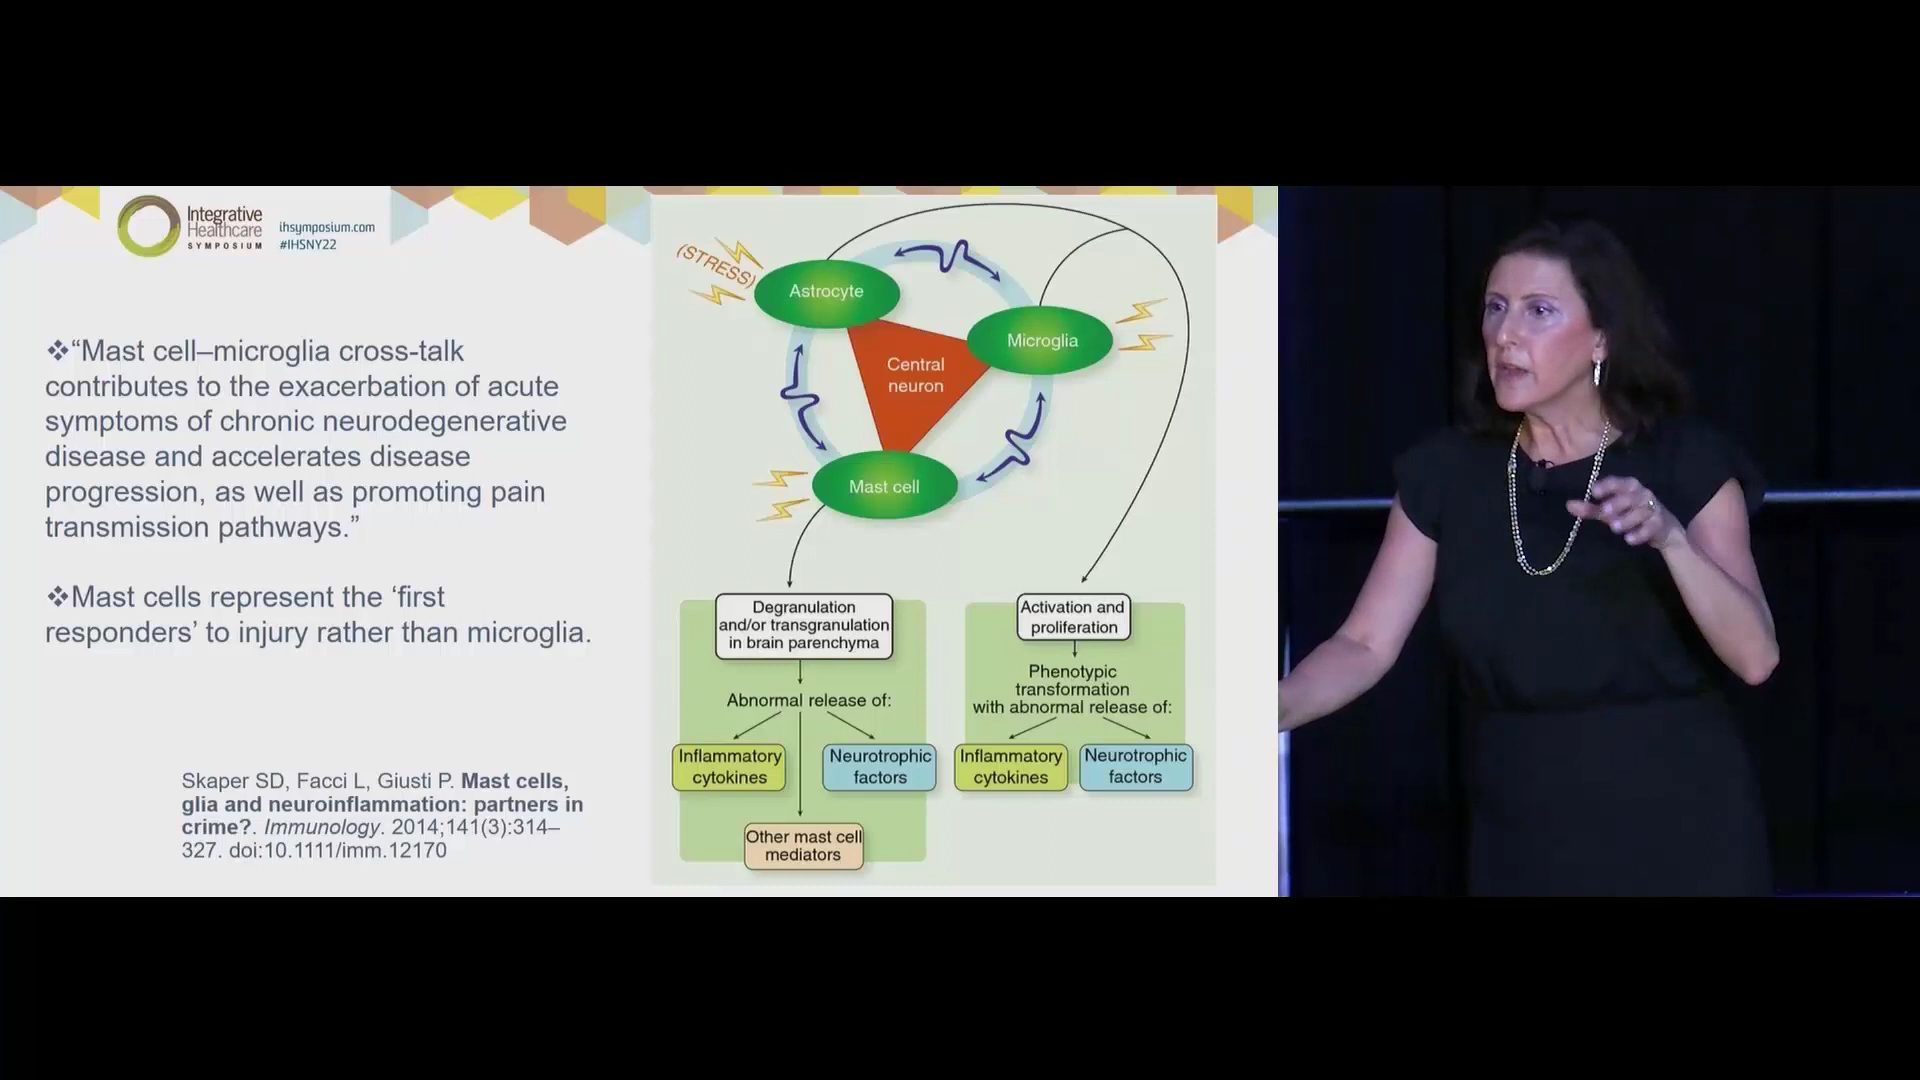 Integrative
Healthcare
SYMPOSIUM
ihsymposium.com
#IHSNY22
❖“Mast cell–microglia cross-talk
contributes to the exacerbation of acute
symptoms of chronic neurodegenerative
disease and accelerates disease
progression, as well as promoting pain
transmission pathways.”
❖Mast cells represent the ‘first
responders’ to injury rather than microglia.
Skaper SD, Facci L, Giusti P. Mast cells,
glia and neuroinflammation: partners in
crime?. Immunology. 2014;141(3):314–
327. doi:10.1111/imm.12170
(STRESS)
Astrocyte
Microglia
Central
neuron
Mast cell
Degranulation
and/or transgranulation
in brain parenchyma
Abnormal release of:
Inflammatory
cytokines
Neurotrophic
factors
Other mast cell
mediators
Activation and
proliferation
Phenotypic
transformation
with abnormal release of:
Inflammatory
cytokines
Neurotrophic
factors